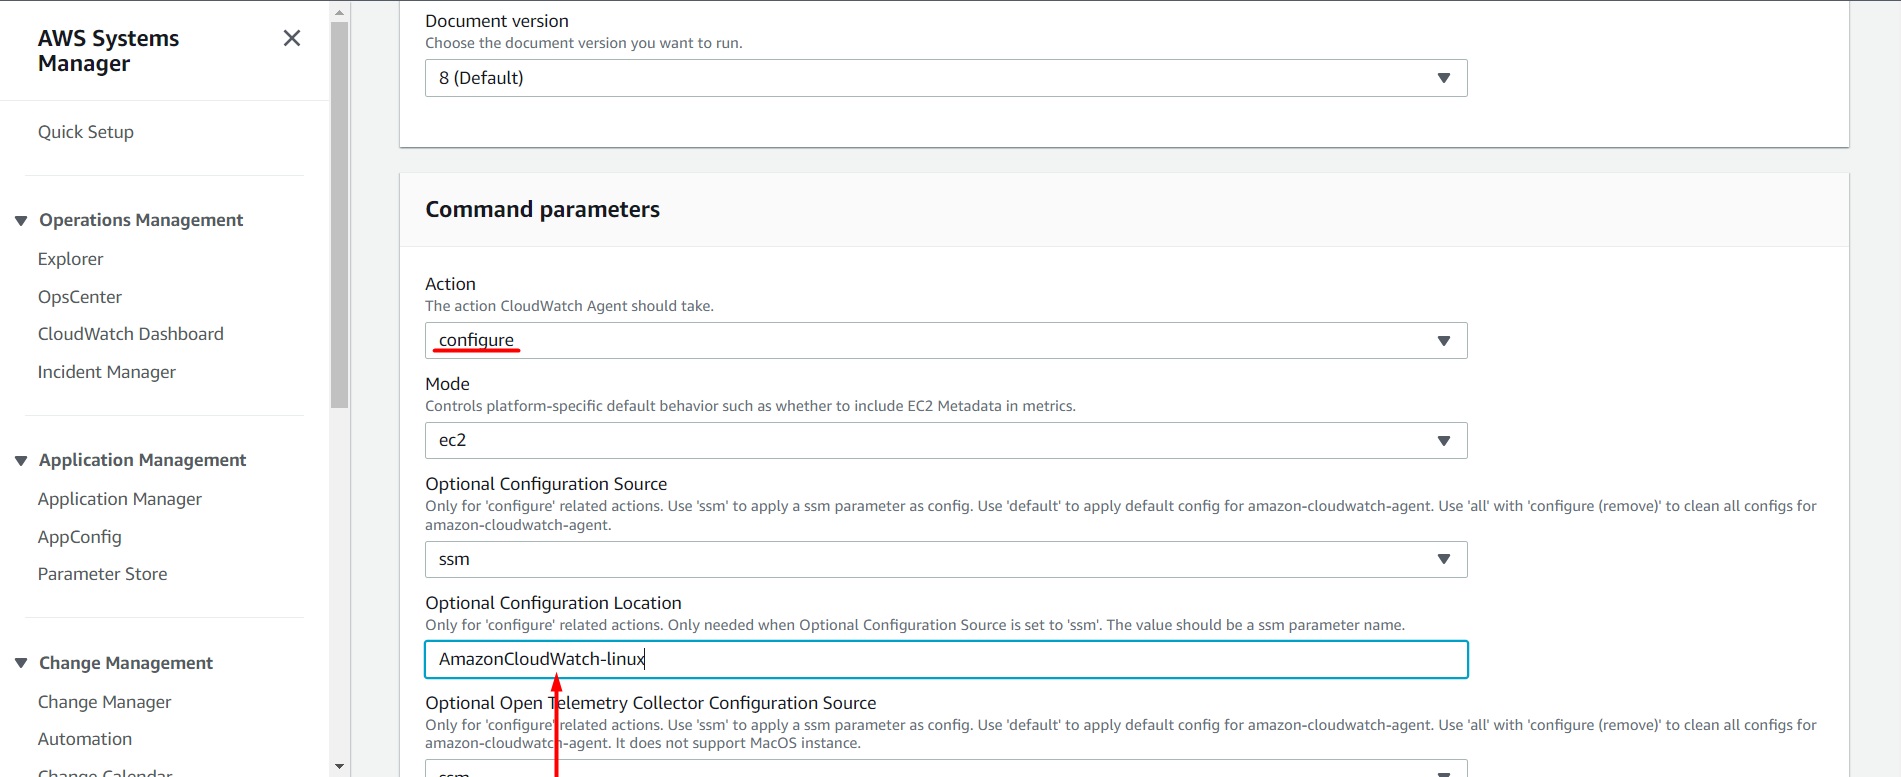 AWS Systems
Manager
Quick Setup
Operations Management
Explorer
OpsCenter
CloudWatch Dashboard
Incident Manager
Application Management
Application Manager
AppConfig
Parameter Store
Change Management
Change Manager
Automation
Change Calendar
Document version
Choose the document version you want to run.
8 (Default)
Command parameters
Action
The action CloudWatch Agent should take.
configure
Mode
Controls platform-specific default behavior such as whether to include EC2 Metadata in metrics.
ec2
Optional Configuration Source
Only for 'configure' related actions. Use 'ssm' to apply a ssm parameter as config. Use 'default' to apply default config for amazon-cloudwatch-agent. Use 'all' with 'configure (remove)' to clean all configs for
amazon-cloudwatch-agent.
ssm
Optional Configuration Location
Only for 'configure' related actions. Only needed when Optional Configuration Source is set to 'ssm'. The value should be a ssm parameter name.
AmazonCloudWatch-linux
Optional Open Telemetry Collector Configuration Source
Only for 'configure' related actions. Use 'ssm' to apply a ssm parameter as config. Use 'default' to apply default config for amazon-cloudwatch-agent. Use 'all' with 'configure (remove)' to clean all configs for
amazon-cloudwatch-agent. It does not support MacOS instance.
ssm